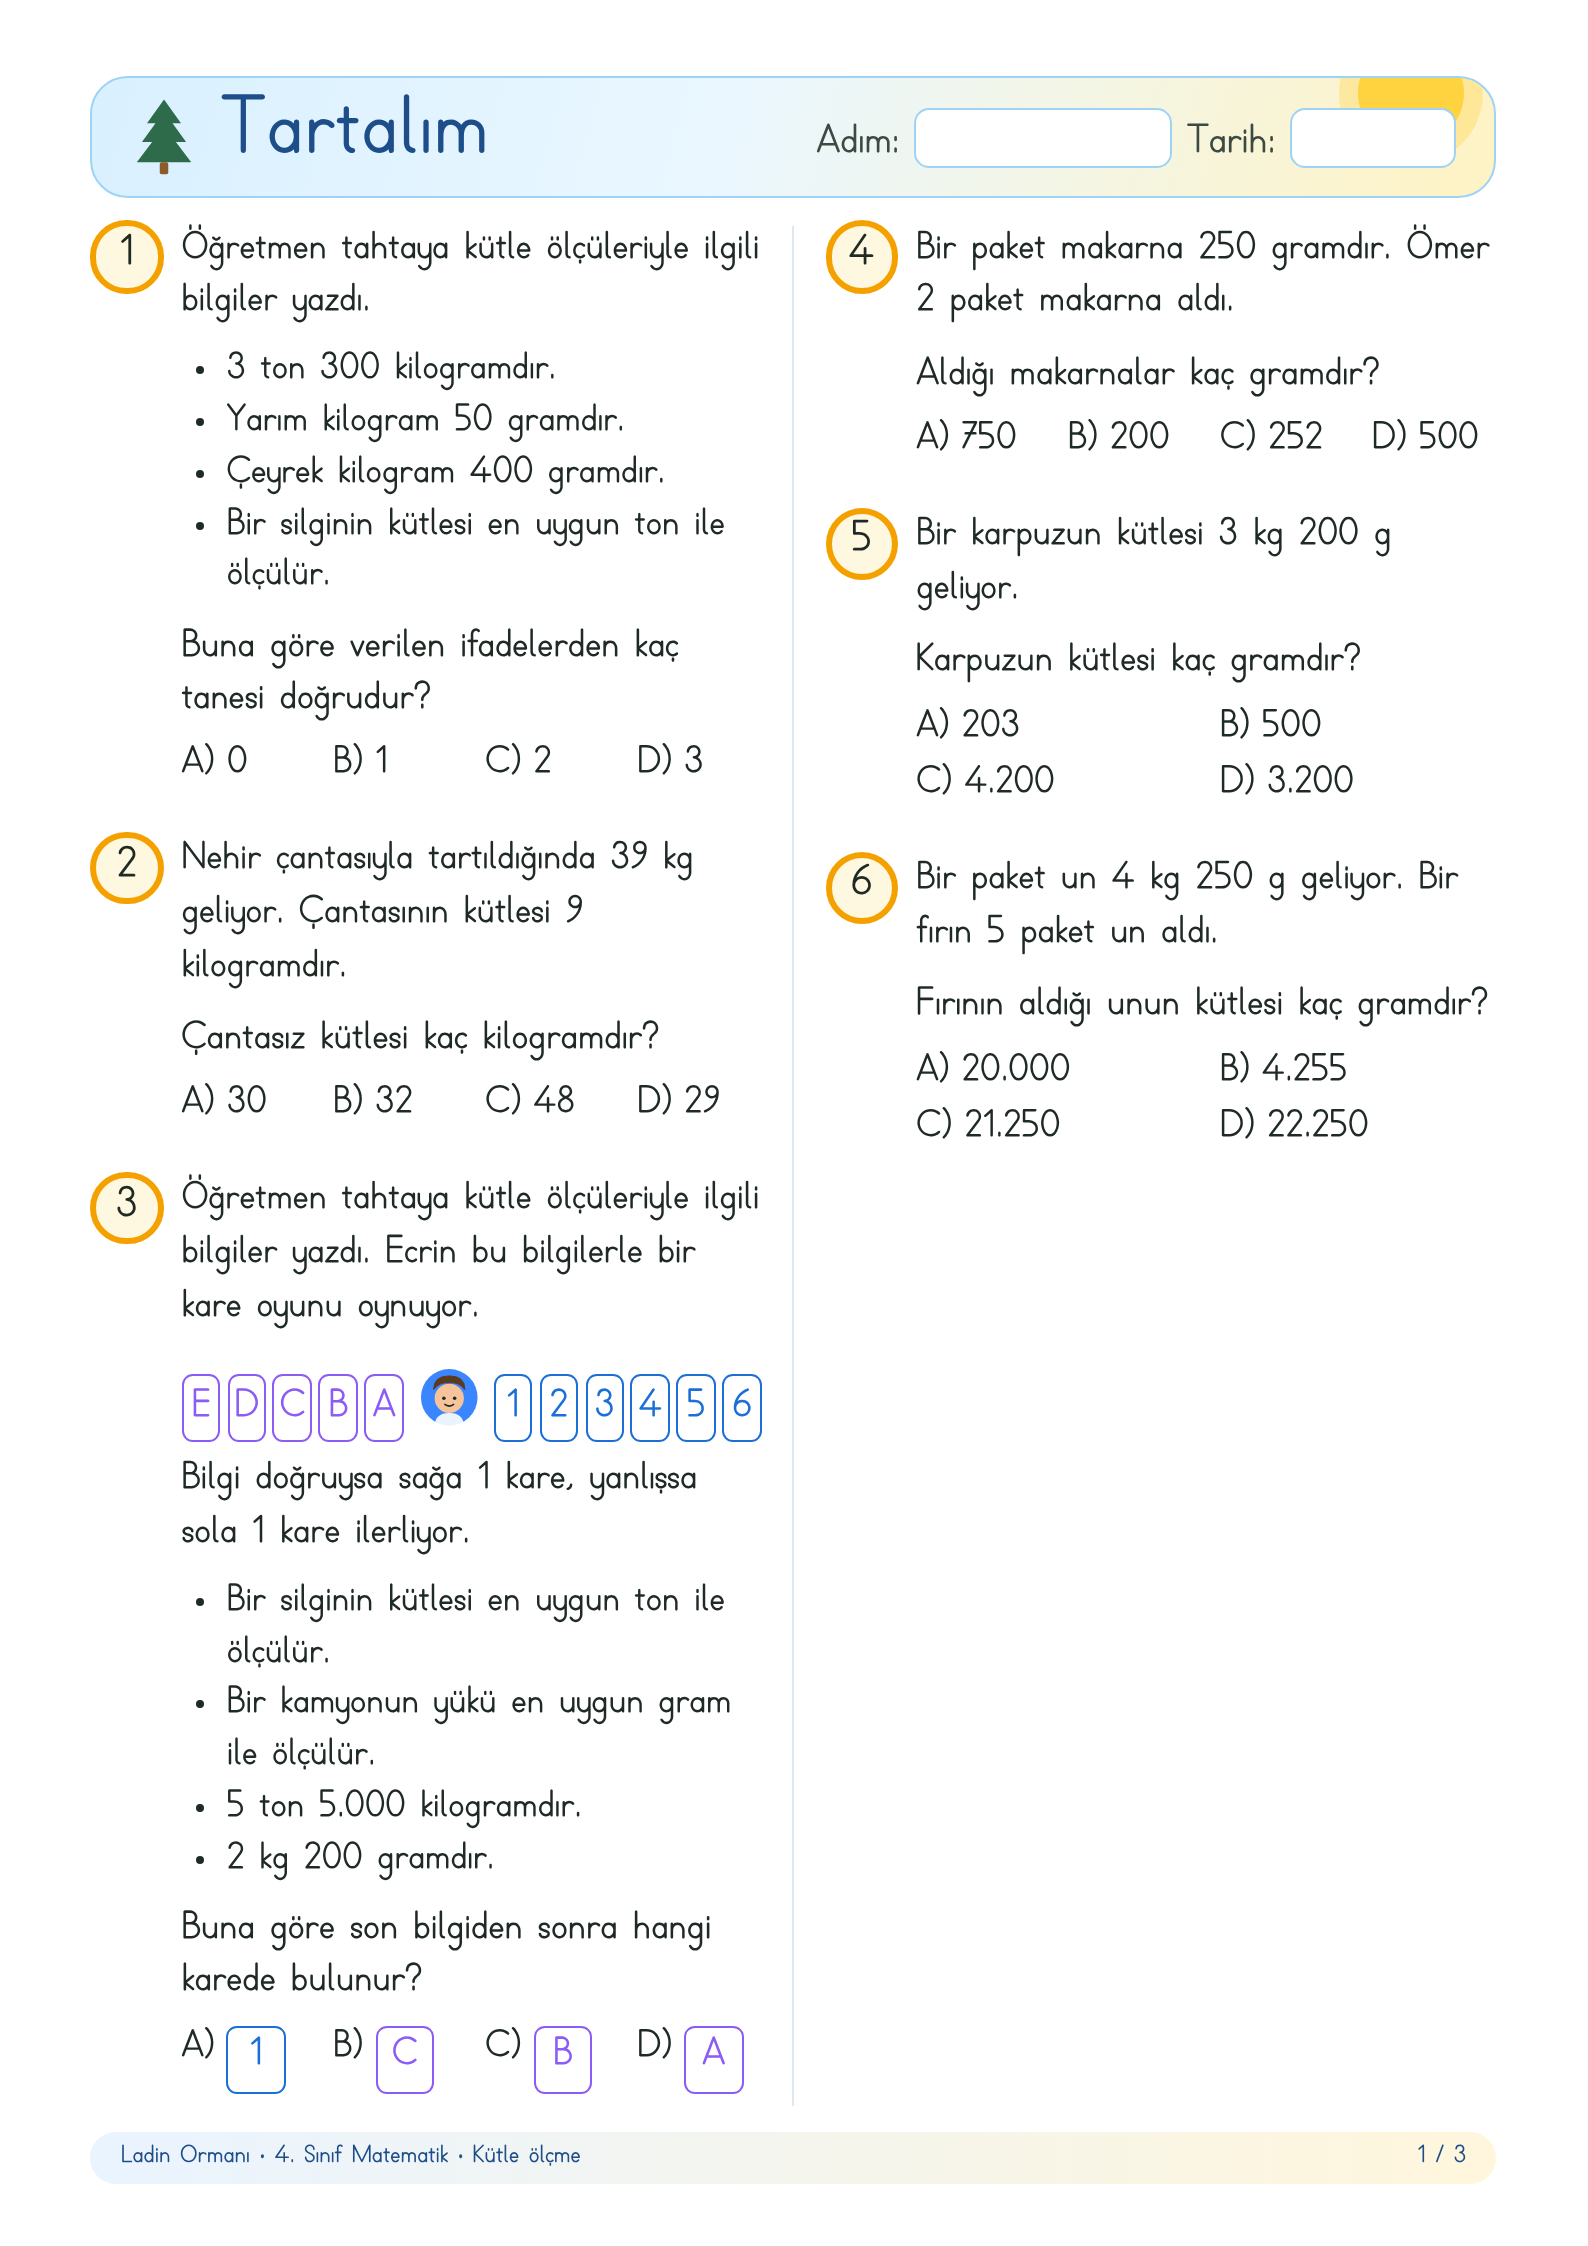 Tartalım
Adım:
Tarih:
1
Öğretmen tahtaya kütle ölçüleriyle ilgili
bilgiler yazdı.
• 3 ton 300 kilogramdır.
• Yarım kilogram 50 gramdır.
• Çeyrek kilogram 400 gramdır.
• Bir silginin kütlesi en uygun ton ile
ölçülür.
Buna göre verilen ifadelerden kaç
tanesi doğrudur?
A) 0 B) 1 C) 2 D) 3
2
Nehir çantasıyla tartıldığında 39 kg
geliyor. Çantasının kütlesi 9
kilogramdır.
Çantasız kütlesi kaç kilogramdır?
A) 30 B) 32 C) 48 D) 29
3
Öğretmen tahtaya kütle ölçüleriyle ilgili
bilgiler yazdı. Ecrin bu bilgilerle bir
kare oyunu oynuyor.
E D C B A 1 2 3 4 5 6
Bilgi doğruysa sağa 1 kare, yanlışsa
sola 1 kare ilerliyor.
• Bir silginin kütlesi en uygun ton ile
ölçülür.
• Bir kamyonun yükü en uygun gram
ile ölçülür.
• 5 ton 5.000 kilogramdır.
• 2 kg 200 gramdır.
Buna göre son bilgiden sonra hangi
karede bulunur?
A) 1 B) C C) B D) A
4
Bir paket makarna 250 gramdır. Ömer
2 paket makarna aldı.
Aldığı makarnalar kaç gramdır?
A) 750 B) 200 C) 252 D) 500
5
Bir karpuzun kütlesi 3 kg 200 g
geliyor.
Karpuzun kütlesi kaç gramdır?
A) 203 B) 500
C) 4.200 D) 3.200
6
Bir paket un 4 kg 250 g geliyor. Bir
fırın 5 paket un aldı.
Fırının aldığı unun kütlesi kaç gramdır?
A) 20.000 B) 4.255
C) 21.250 D) 22.250
Ladin Ormanı • 4. Sınıf Matematik • Kütle ölçme
1 / 3